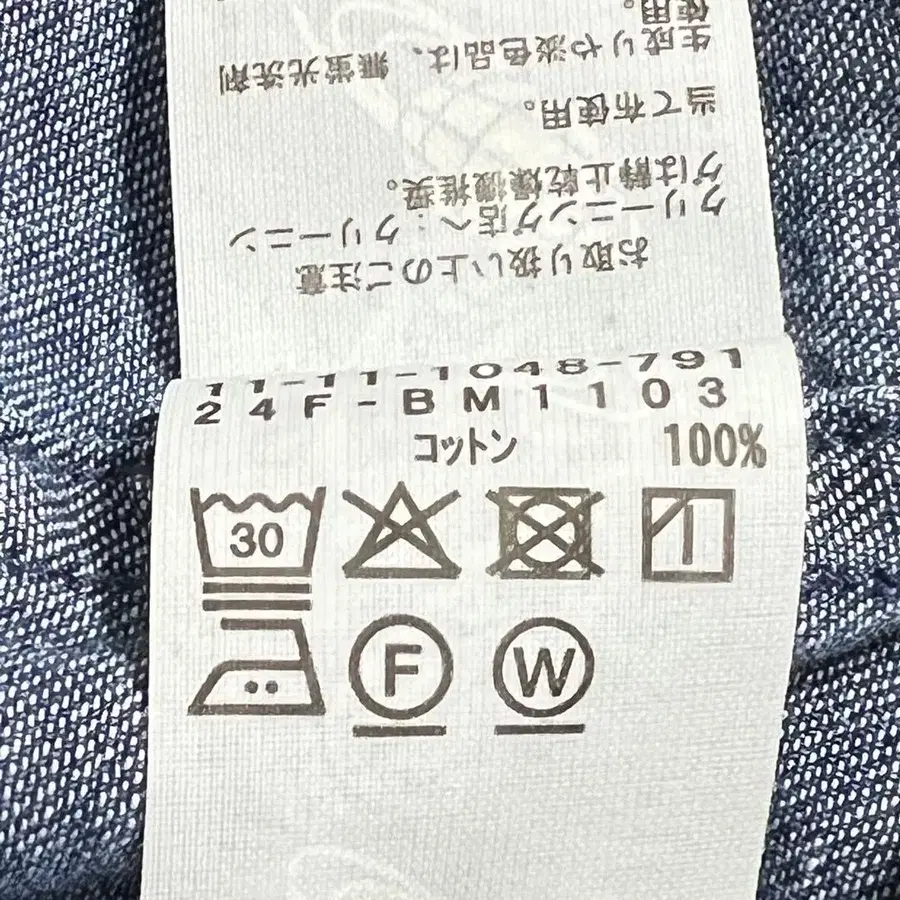 お取り扱い上のご注意
クリーニング店へ:クリーニン
グは静止乾燥機推奨。
当て布使用。
生成りや淡色品は、無蛍光洗剤
使用。
11-11-1048-791
24F-BM1103
コットン 100%
30
F W